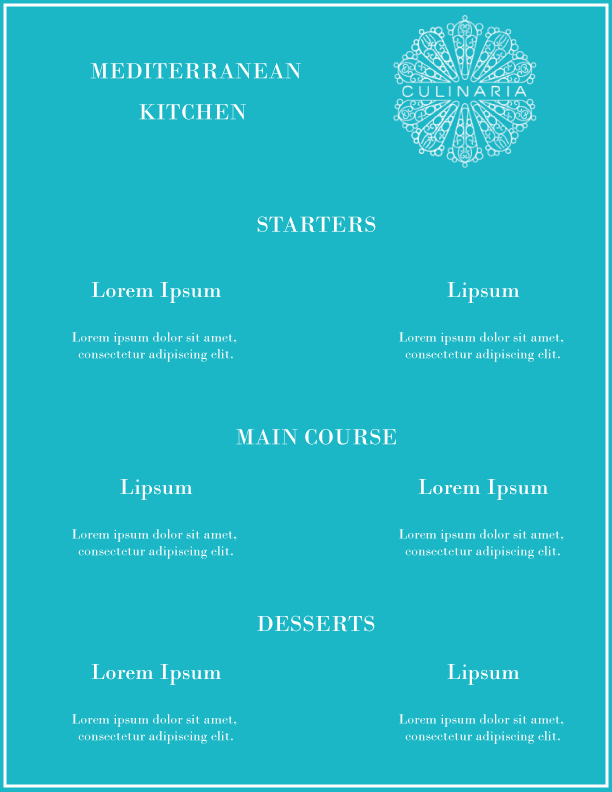 MEDITERRANEAN
KITCHEN
CULINARIA
STARTERS
Lorem Ipsum
Lorem ipsum dolor sit amet,
consectetur adipiscing elit.
Lipsum
Lorem ipsum dolor sit amet,
consectetur adipiscing elit.
MAIN COURSE
Lipsum
Lorem ipsum dolor sit amet,
consectetur adipiscing elit.
Lorem Ipsum
Lorem ipsum dolor sit amet,
consectetur adipiscing elit.
DESSERTS
Lorem Ipsum
Lorem ipsum dolor sit amet,
consectetur adipiscing elit.
Lipsum
Lorem ipsum dolor sit amet,
consectetur adipiscing elit.